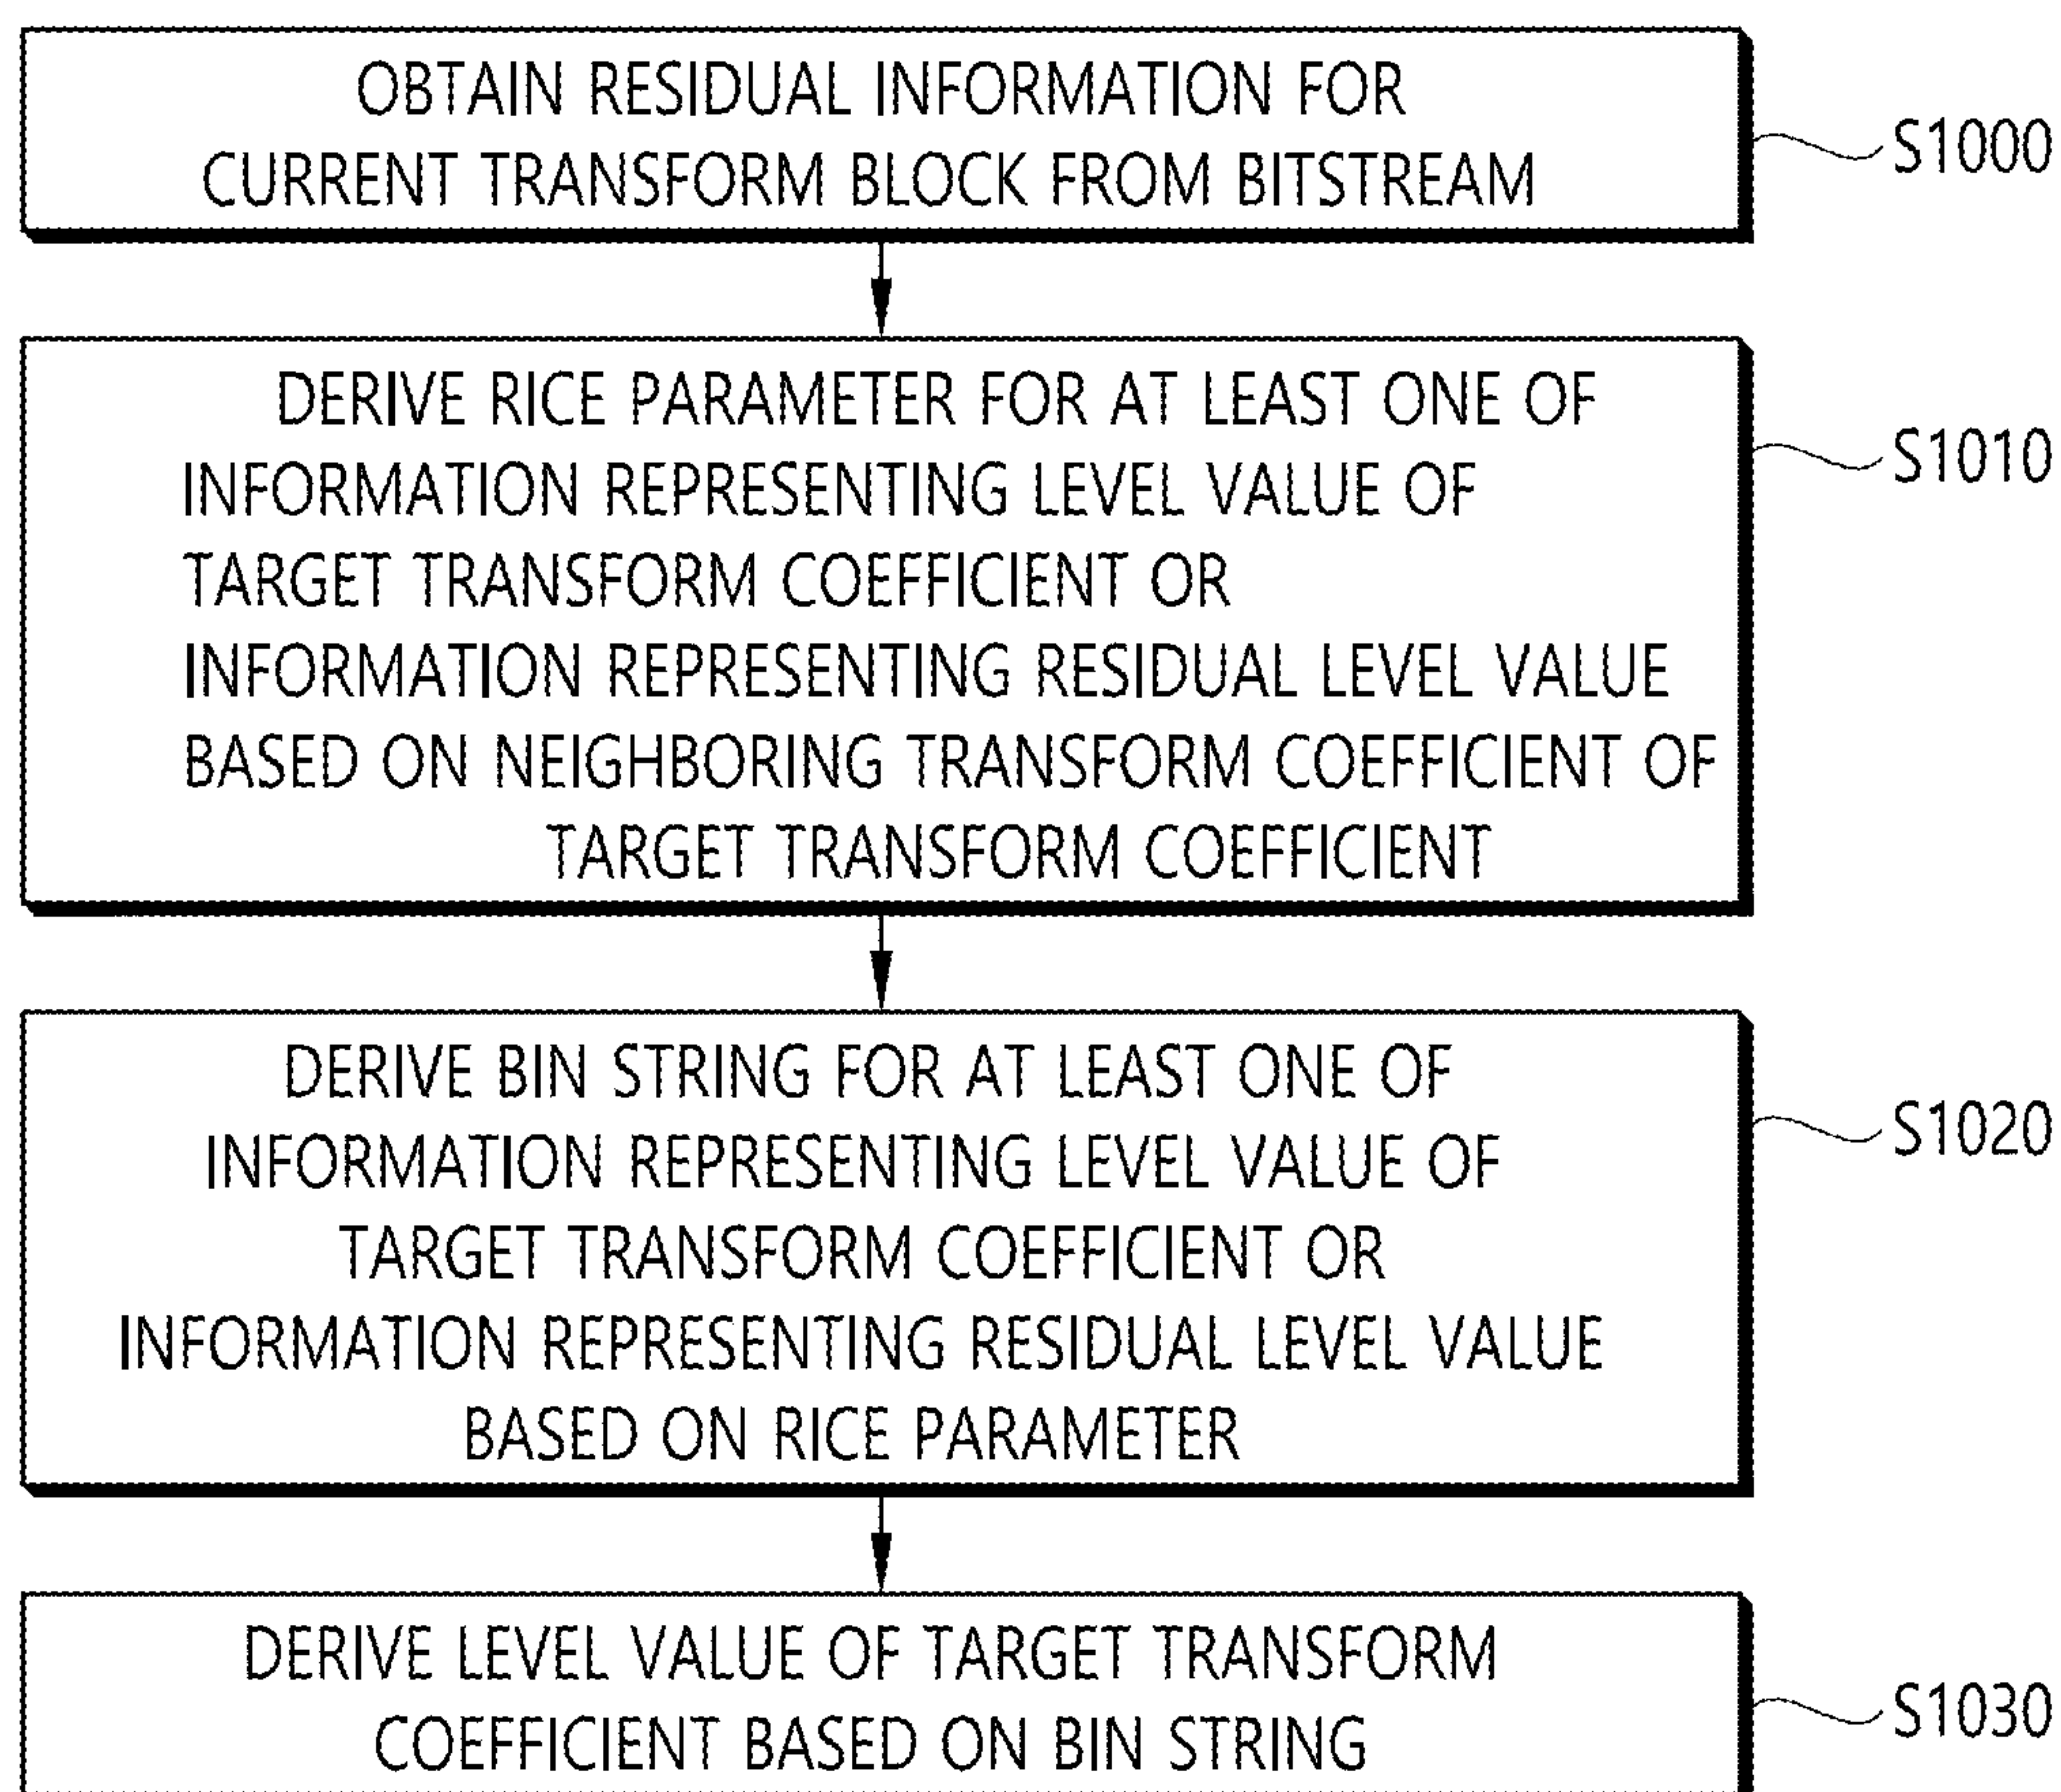 OBTAIN RESIDUAL INFORMATION FOR
CURRENT TRANSFORM BLOCK FROM BITSTREAM
S1000
DERIVE RICE PARAMETER FOR AT LEAST ONE OF
INFORMATION REPRESENTING LEVEL VALUE OF
TARGET TRANSFORM COEFFICIENT OR
INFORMATION REPRESENTING RESIDUAL LEVEL VALUE
BASED ON NEIGHBORING TRANSFORM COEFFICIENT OF
TARGET TRANSFORM COEFFICIENT
S1010
DERIVE BIN STRING FOR AT LEAST ONE OF
INFORMATION REPRESENTING LEVEL VALUE OF
TARGET TRANSFORM COEFFICIENT OR
INFORMATION REPRESENTING RESIDUAL LEVEL VALUE
BASED ON RICE PARAMETER
S1020
DERIVE LEVEL VALUE OF TARGET TRANSFORM
COEFFICIENT BASED ON BIN STRING
S1030